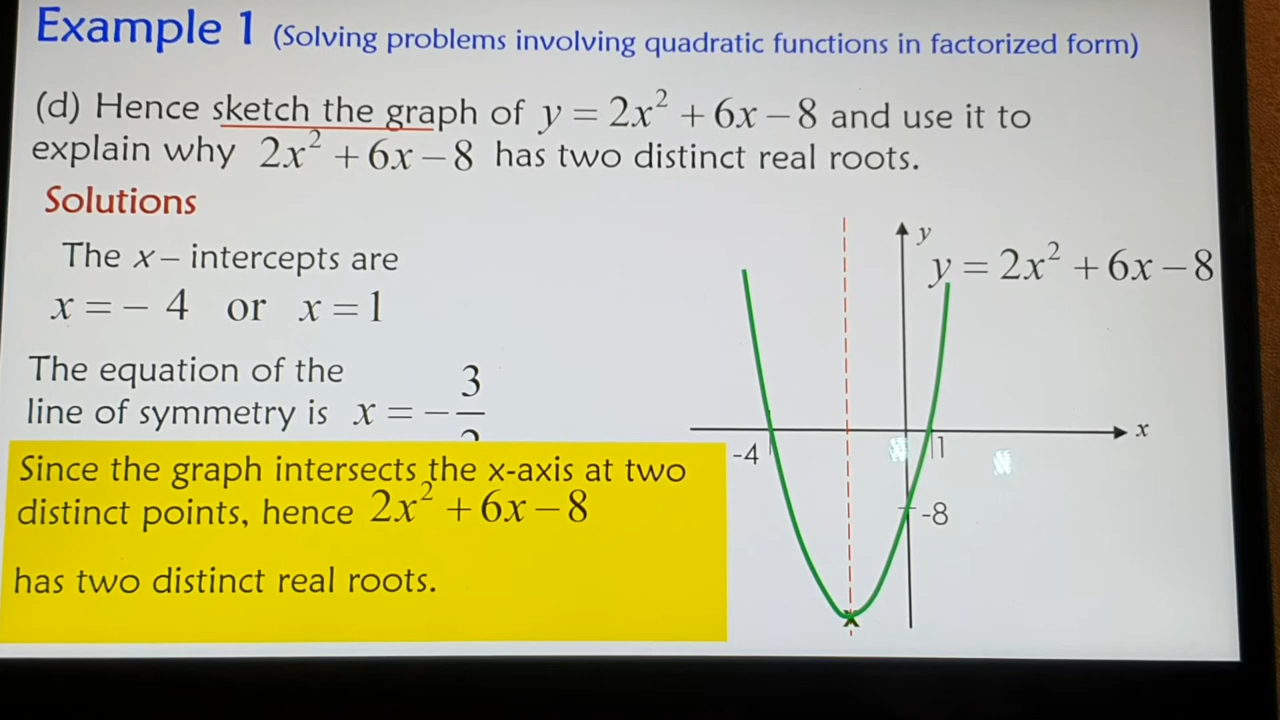 Example 1 (Solving problems involving quadratic functions in factorized form)
(d) Hence sketch the graph of y = 2x² + 6x − 8 and use it to
explain why 2x² + 6x − 8 has two distinct real roots.
Solutions
The x – intercepts are
x = − 4 or x = 1
The equation of the
line of symmetry is x = − 3
Since the graph intersects the x-axis at two
distinct points, hence 2x² + 6x − 8
has two distinct real roots.
y
y = 2x² + 6x − 8
x
-4
1
-8